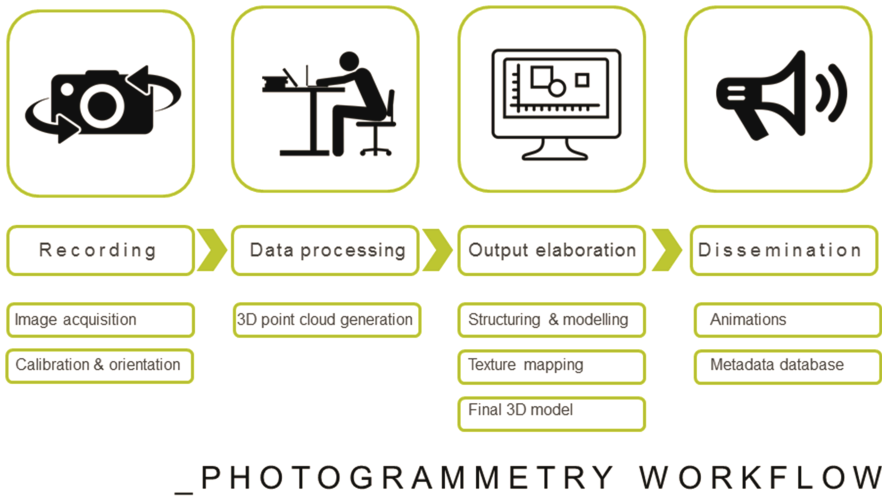 Recording
Data processing
Output elaboration
Dissemination
Image acquisition
Calibration & orientation
3D point cloud generation
Structuring & modelling
Texture mapping
Final 3D model
Animations
Metadata database
_PHOTOGRAMMETRY WORKFLOW